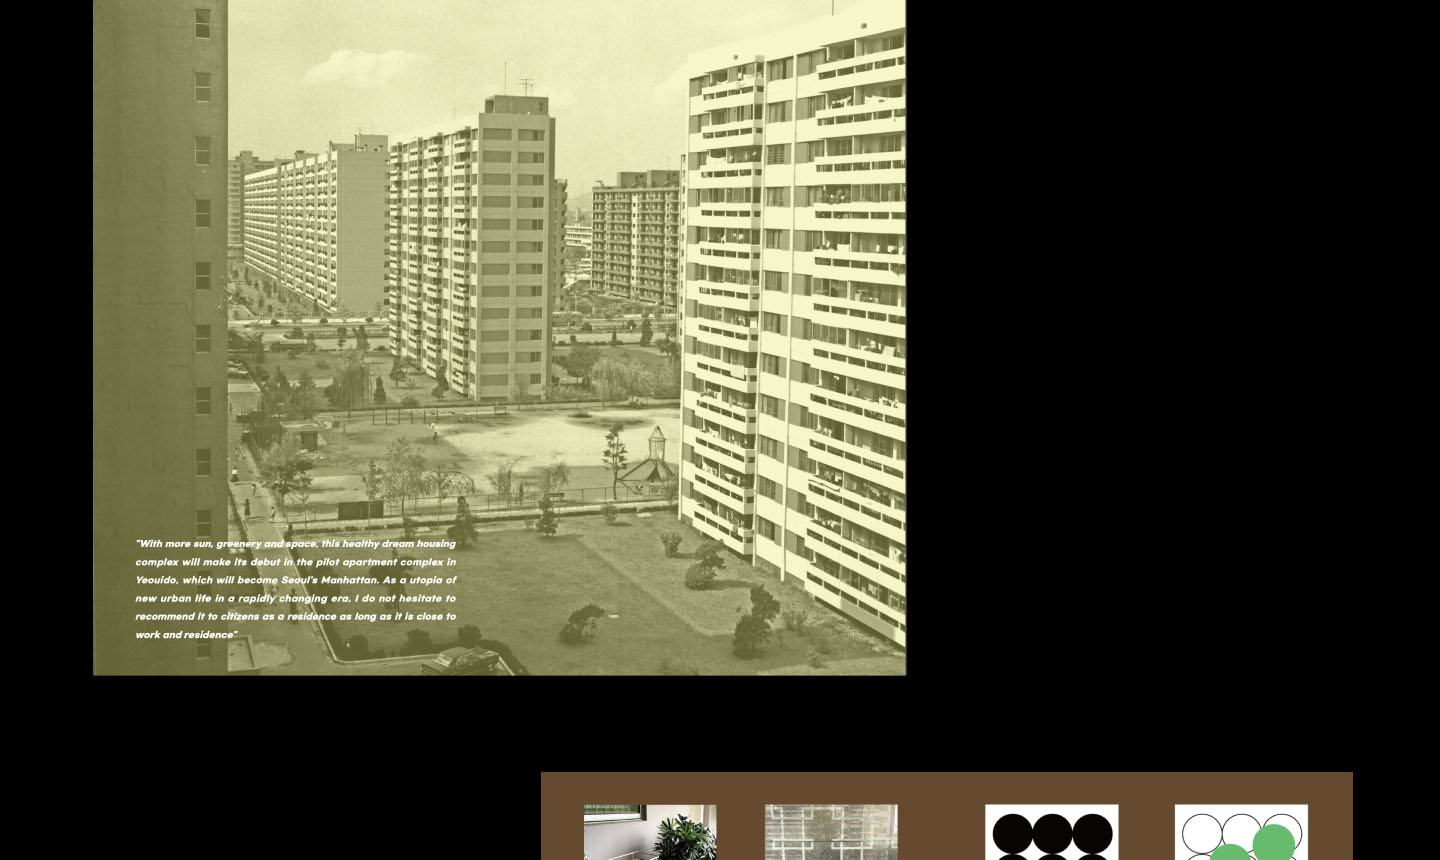 "With more sun, greenery and space, this healthy dream housing
complex will make its debut in the pilot apartment complex in
Yeouido, which will become Seoul's Manhattan. As a utopia of
new urban life in a rapidly changing era, I do not hesitate to
recommend it to citizens as a residence as long as it is close to
work and residence"